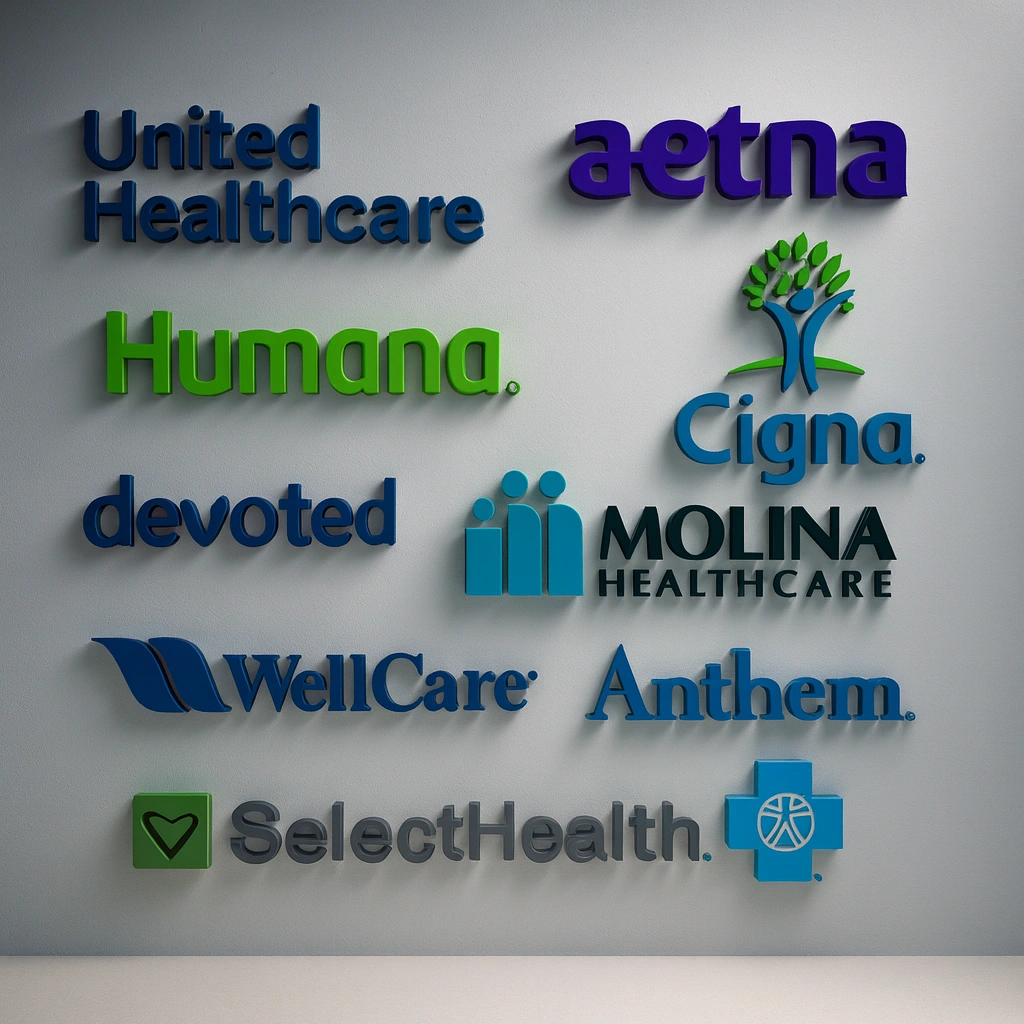 United
Healthcare
aetna
Humana.
Cigna.
devoted
MOLINA
HEALTHCARE
WellCare
Anthem.
SelectHealth.